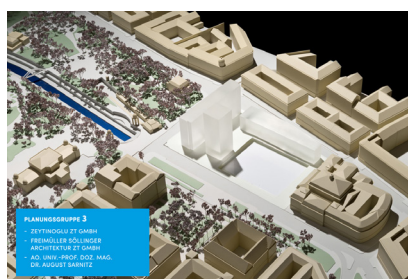 PLANUNGSGRUPPE 3
- ZEYTINOGLU ZT GMBH
- FREIMÜLLER SÖLLINGER
ARCHITEKTUR ZT GMBH
- AO. UNIV.-PROF. DOZ. MAG.
DR. AUGUST SARNITZ